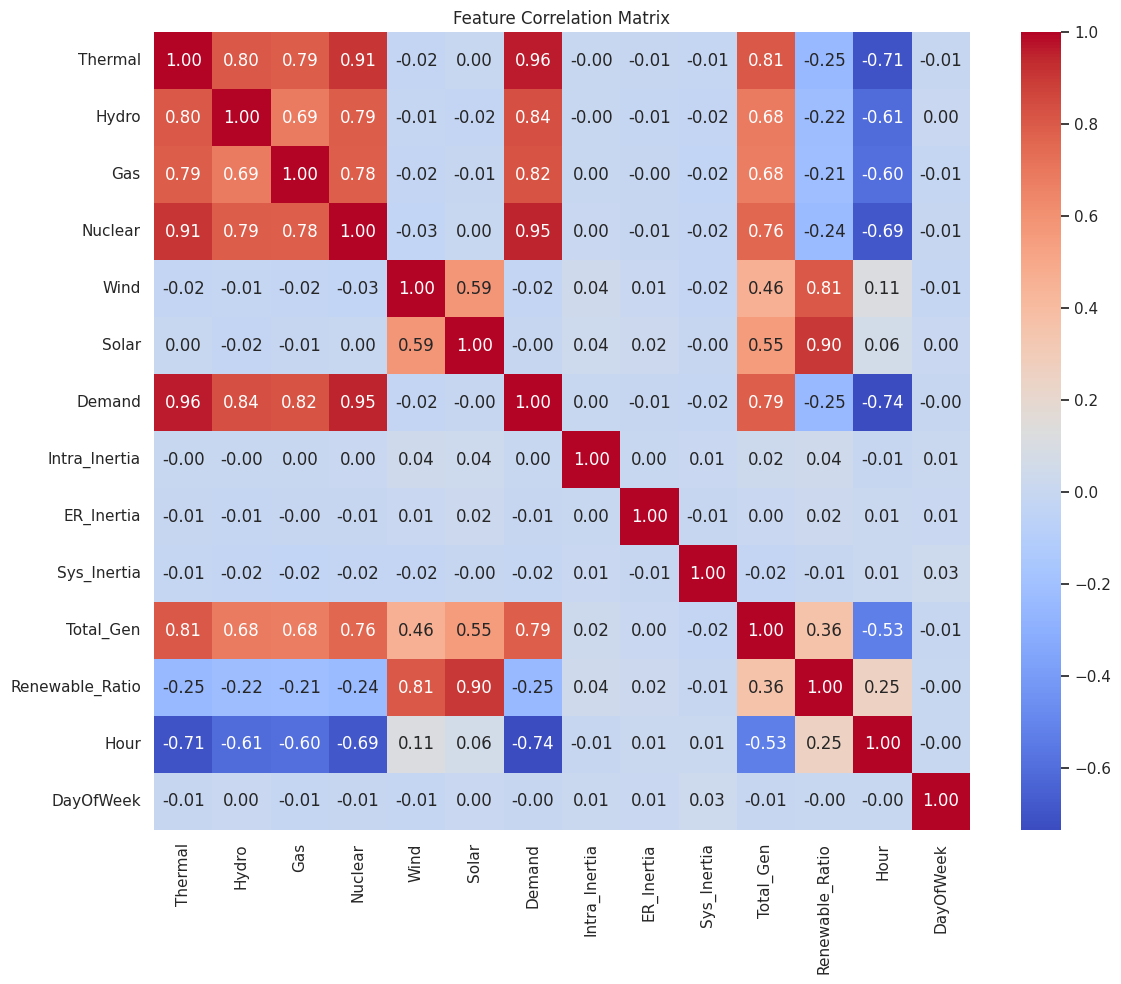 Feature Correlation Matrix
Thermal 1.00 0.80 0.79 0.91 -0.02 0.00 0.96 -0.00 -0.01 -0.01 0.81 -0.25 -0.71 -0.01
Hydro 0.80 1.00 0.69 0.79 -0.01 -0.02 0.84 -0.00 -0.01 -0.02 0.68 -0.22 -0.61 0.00
Gas 0.79 0.69 1.00 0.78 -0.02 -0.01 0.82 0.00 -0.00 -0.02 0.68 -0.21 -0.60 -0.01
Nuclear 0.91 0.79 0.78 1.00 -0.03 0.00 0.95 0.00 -0.01 -0.02 0.76 -0.24 -0.69 -0.01
Wind -0.02 -0.01 -0.02 -0.03 1.00 0.59 -0.02 0.04 0.01 -0.02 0.46 0.81 0.11 -0.01
Solar 0.00 -0.02 -0.01 0.00 0.59 1.00 -0.00 0.04 0.02 -0.00 0.55 0.90 0.06 0.00
Demand 0.96 0.84 0.82 0.95 -0.02 -0.00 1.00 0.00 -0.01 -0.02 0.79 -0.25 -0.74 -0.00
Intra_Inertia -0.00 -0.00 0.00 0.00 0.04 0.04 0.00 1.00 0.00 0.01 0.02 0.04 -0.01 0.01
ER_Inertia -0.01 -0.01 -0.00 -0.01 0.01 0.02 -0.01 0.00 1.00 -0.01 0.00 0.02 0.01 0.01
Sys_Inertia -0.01 -0.02 -0.02 -0.02 -0.02 -0.00 -0.02 0.01 -0.01 1.00 -0.02 -0.01 0.01 0.03
Total_Gen 0.81 0.68 0.68 0.76 0.46 0.55 0.79 0.02 0.00 -0.02 1.00 0.36 -0.53 -0.01
Renewable_Ratio -0.25 -0.22 -0.21 -0.24 0.81 0.90 -0.25 0.04 0.02 -0.01 0.36 1.00 0.25 -0.00
Hour -0.71 -0.61 -0.60 -0.69 0.11 0.06 -0.74 -0.01 0.01 0.01 -0.53 0.25 1.00 -0.00
DayOfWeek -0.01 0.00 -0.01 -0.01 -0.01 0.00 -0.00 0.01 0.01 0.03 -0.01 -0.00 -0.00 1.00
Thermal
Hydro
Gas
Nuclear
Wind
Solar
Demand
Intra_Inertia
ER_Inertia
Sys_Inertia
Total_Gen
Renewable_Ratio
Hour
DayOfWeek
1.0
0.8
0.6
0.4
0.2
0.0
−0.2
−0.4
−0.6